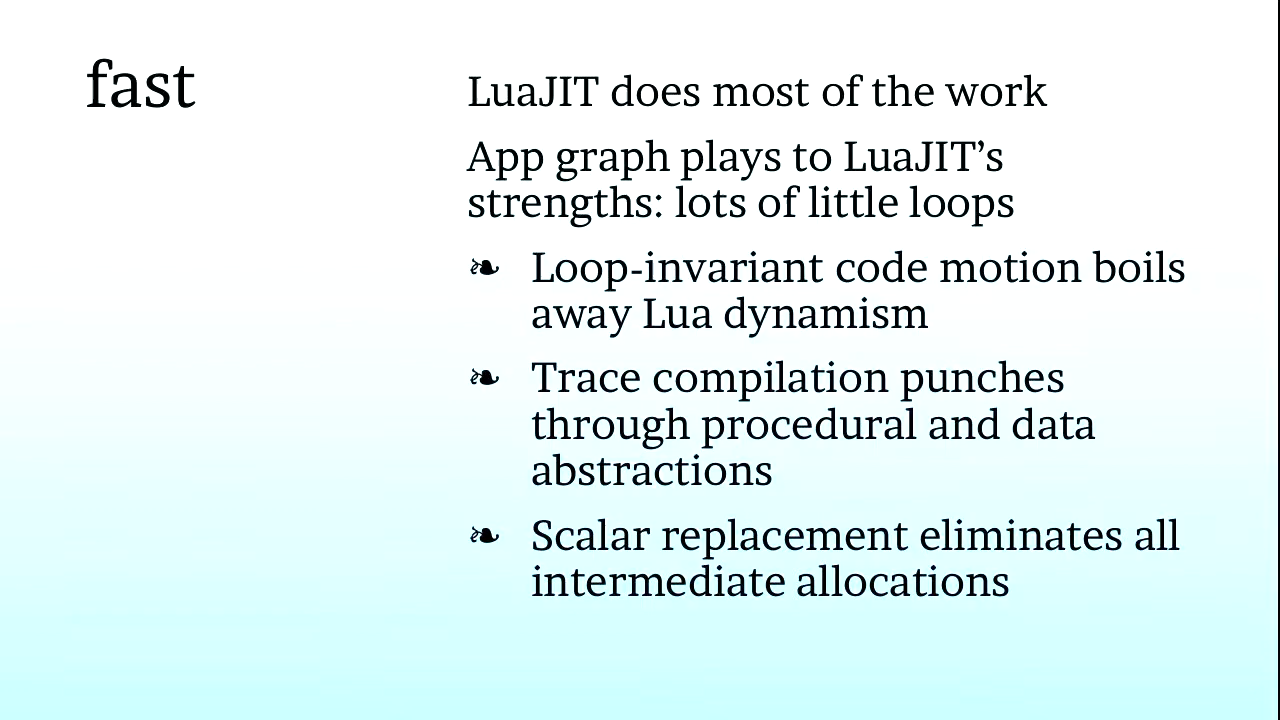 fast
LuaJIT does most of the work
App graph plays to LuaJIT’s
strengths: lots of little loops
❧ Loop-invariant code motion boils
away Lua dynamism
❧ Trace compilation punches
through procedural and data
abstractions
❧ Scalar replacement eliminates all
intermediate allocations